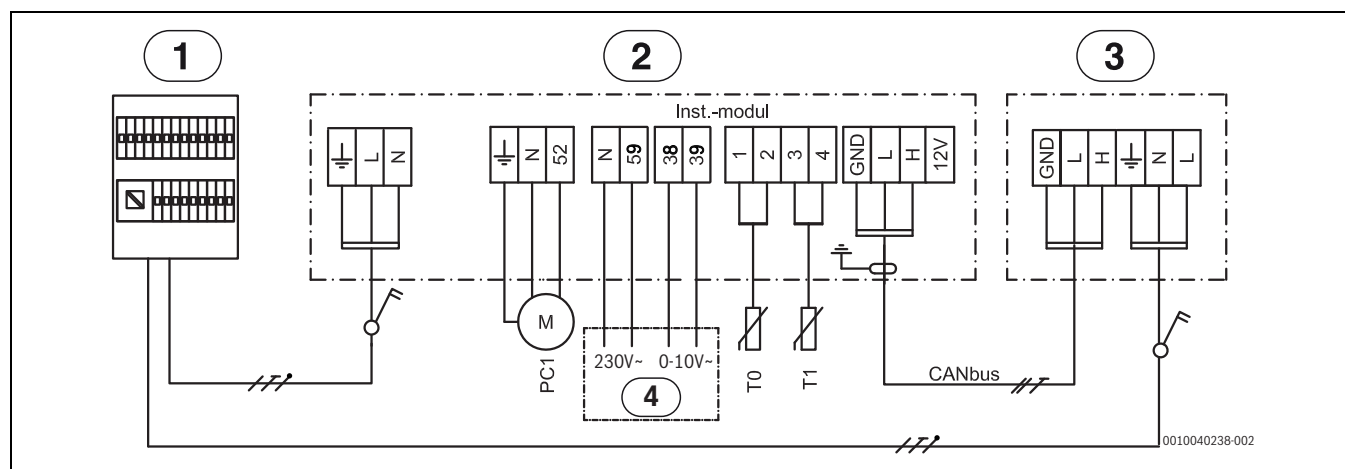 1
2
3
Inst.-modul
L
N
N
52
N
59
38
39
1
2
3
4
GND
L
H
12V
GND
L
H
N
L
M
PC1
230V~
0-10V~
4
T0
T1
CANbus
0010040238-002